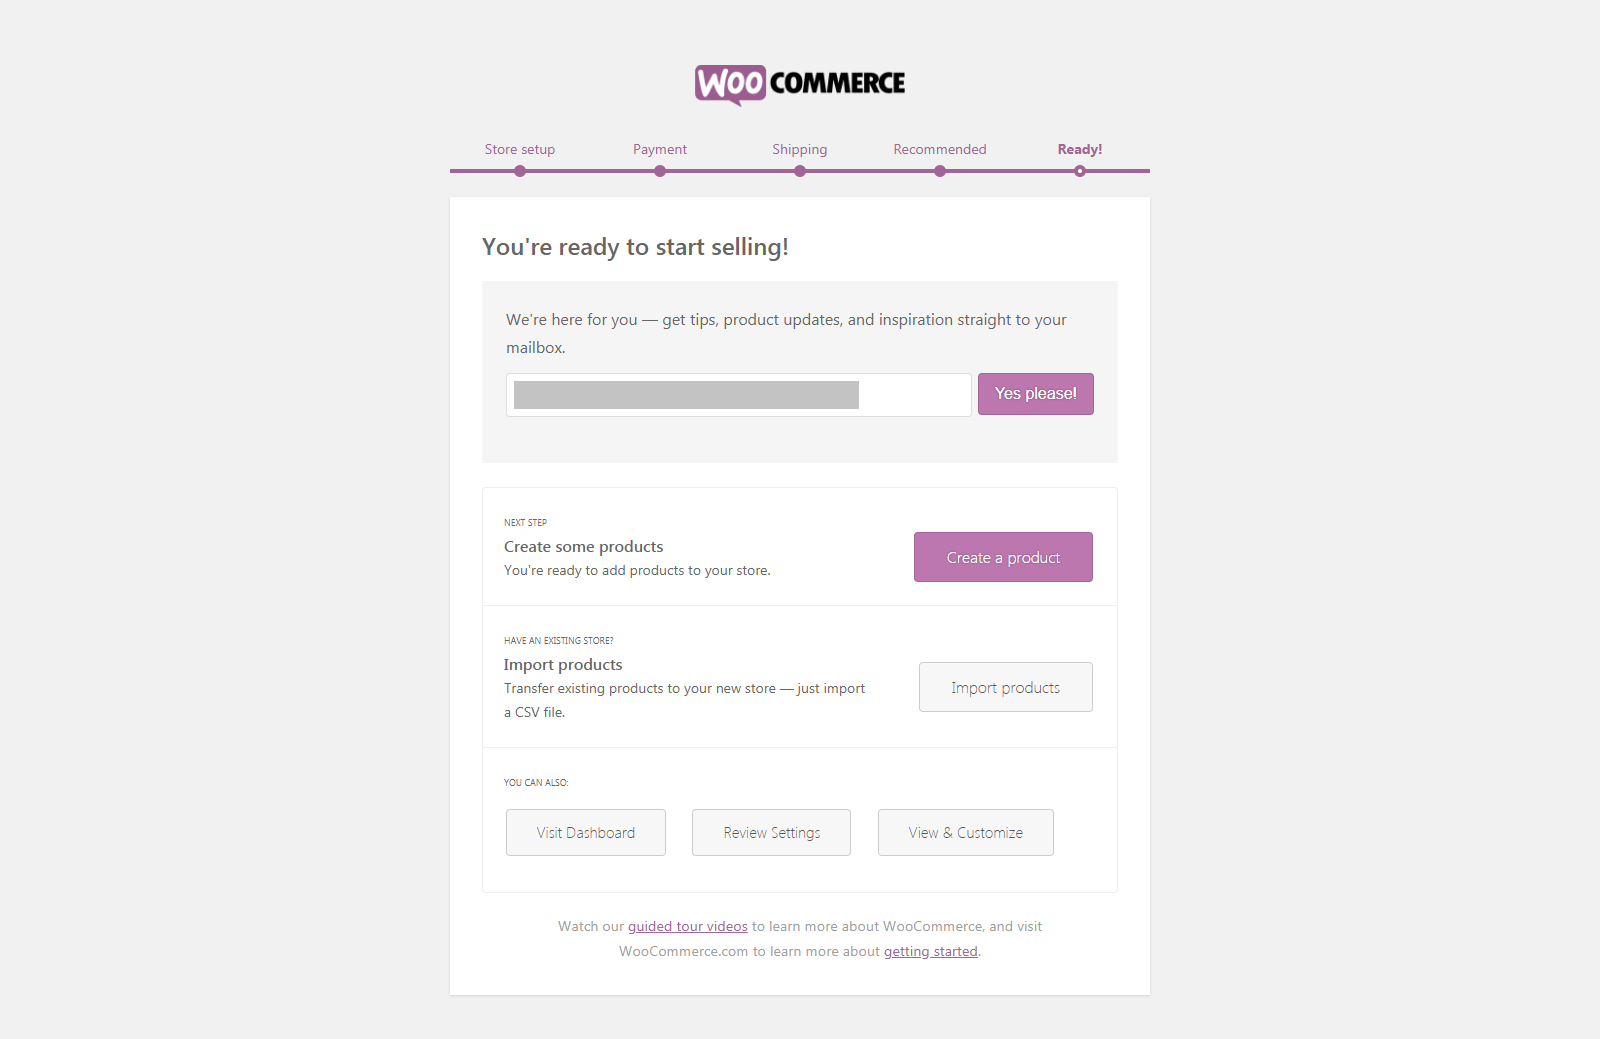 WOO COMMERCE
Store setup
Payment
Shipping
Recommended
Ready!
You're ready to start selling!
We're here for you — get tips, product updates, and inspiration straight to your
mailbox.
Yes please!
NEXT STEP
Create some products
You're ready to add products to your store.
Create a product
HAVE AN EXISTING STORE?
Import products
Transfer existing products to your new store — just import
a CSV file.
Import products
YOU CAN ALSO:
Visit Dashboard
Review Settings
View & Customize
Watch our guided tour videos to learn more about WooCommerce, and visit
WooCommerce.com to learn more about getting started.